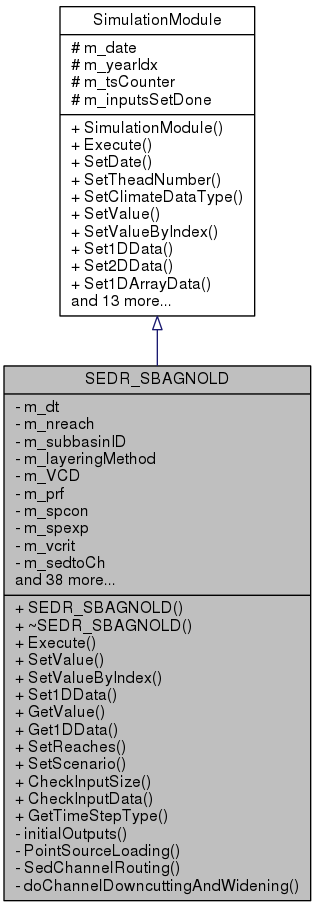 SimulationModule
# m_date
# m_yearIdx
# m_tsCounter
# m_inputsSetDone
+ SimulationModule()
+ Execute()
+ SetDate()
+ SetTheadNumber()
+ SetClimateDataType()
+ SetValue()
+ SetValueByIndex()
+ Set1DData()
+ Set2DData()
+ Set1DArrayData()
and 13 more...
SEDR_SBAGNOLD
- m_dt
- m_nreach
- m_subbasinID
- m_layeringMethod
- m_VCD
- m_prf
- m_spcon
- m_spexp
- m_vcrit
- m_sedtoCh
and 38 more...
+ SEDR_SBAGNOLD()
+ ~SEDR_SBAGNOLD()
+ Execute()
+ SetValue()
+ SetValueByIndex()
+ Set1DData()
+ GetValue()
+ Get1DData()
+ SetReaches()
+ SetScenario()
+ CheckInputSize()
+ CheckInputData()
+ GetTimeStepType()
- initialOutputs()
- PointSourceLoading()
- SedChannelRouting()
- doChannelDowncuttingAndWidening()